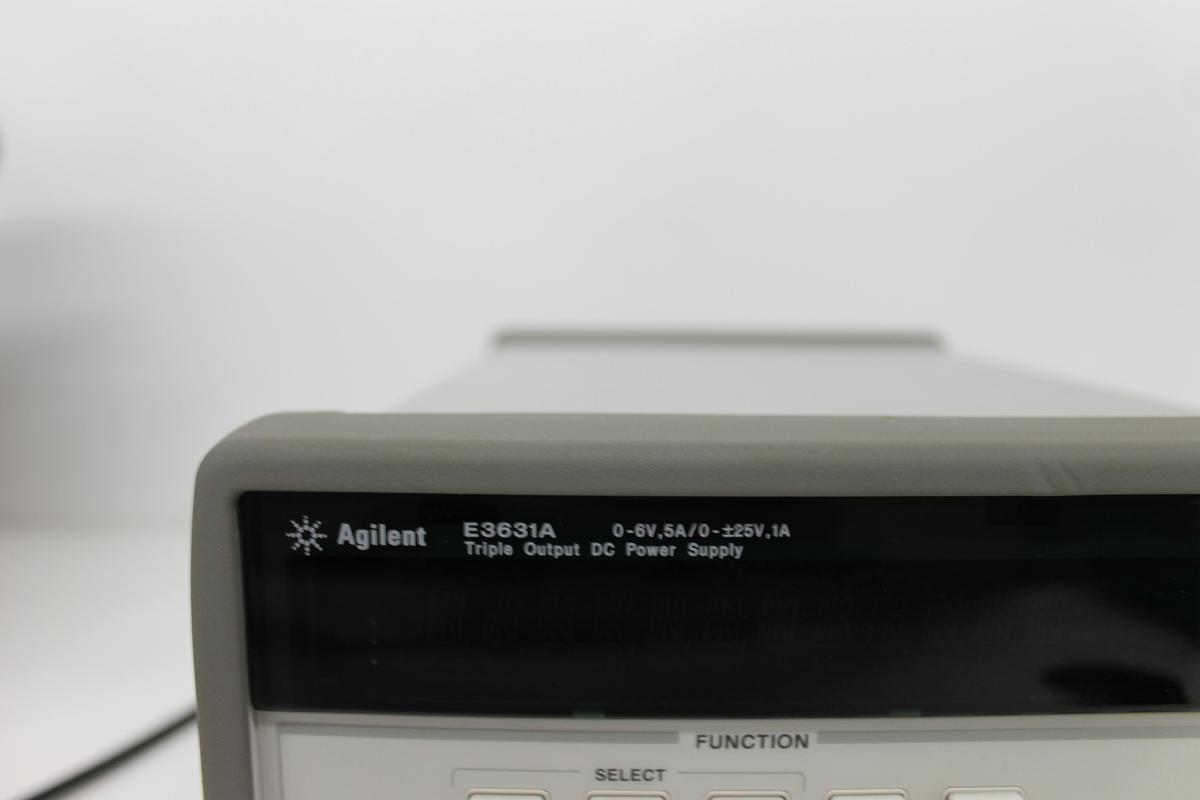 Agilent E3631A 0-6V,5A/0-±25V,1A
Triple Output DC Power Supply
FUNCTION
SELECT